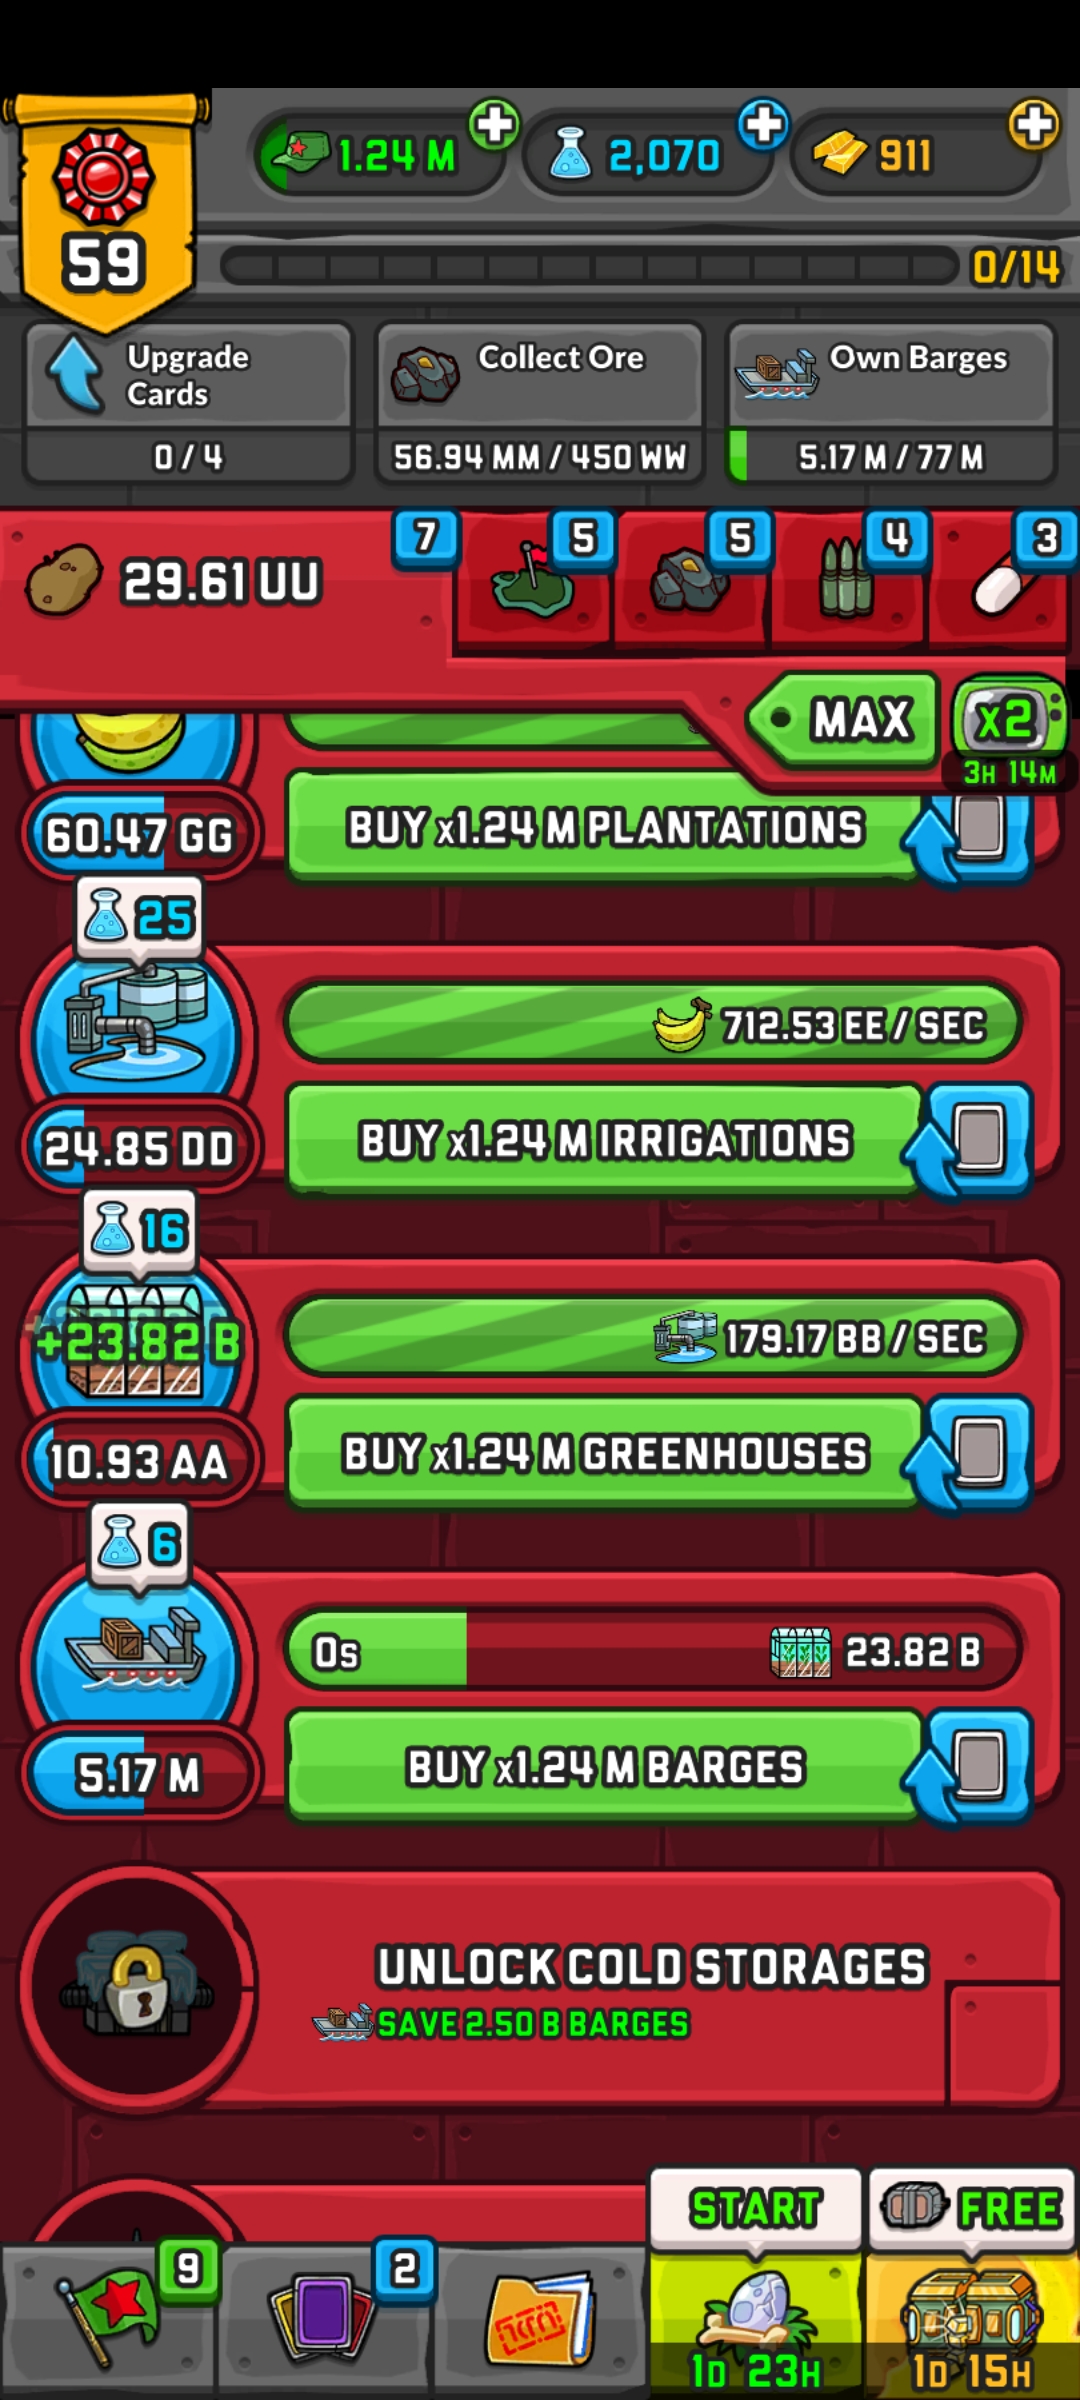 1.24 M
2,070
911
59
0/14
Upgrade
Cards
0 / 4
Collect Ore
56.94 MM / 450 WW
Own Barges
5.17 M / 77 M
29.61 UU
7
5
5
4
3
MAX
x2
3H 14M
60.47 GG
BUY x1.24 M PLANTATIONS
25
712.53 EE / SEC
24.85 DD
BUY x1.24 M IRRIGATIONS
16
+23.82 B
179.17 BB / SEC
10.93 AA
BUY x1.24 M GREENHOUSES
6
0s
23.82 B
5.17 M
BUY x1.24 M BARGES
UNLOCK COLD STORAGES
SAVE 2.50 B BARGES
START
FREE
9
2
1D 23H
1D 15H